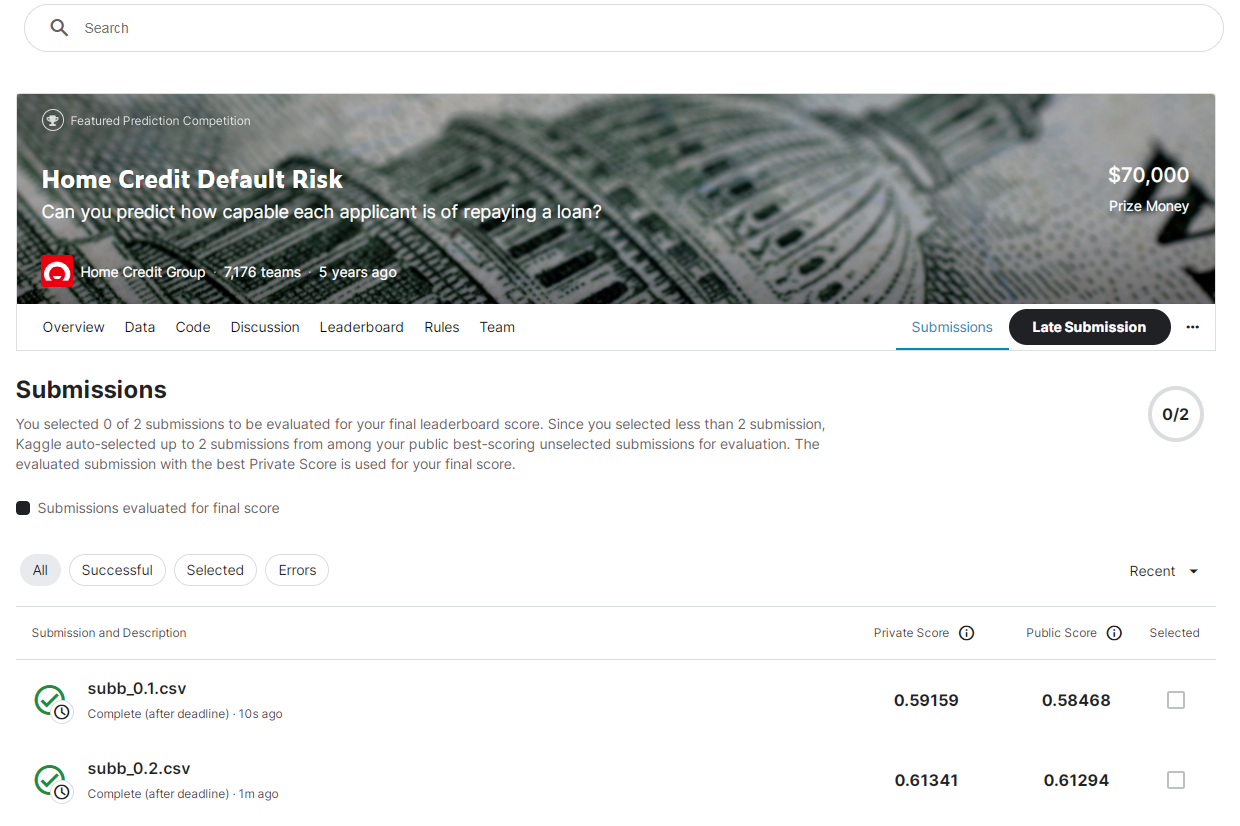 Search
Featured Prediction Competition
Home Credit Default Risk
Can you predict how capable each applicant is of repaying a loan?
$70,000
Prize Money
Home Credit Group · 7,176 teams · 5 years ago
Overview Data Code Discussion Leaderboard Rules Team Submissions Late Submission ...
Submissions
0/2
You selected 0 of 2 submissions to be evaluated for your final leaderboard score. Since you selected less than 2 submission,
Kaggle auto-selected up to 2 submissions from among your public best-scoring unselected submissions for evaluation. The
evaluated submission with the best Private Score is used for your final score.
Submissions evaluated for final score
All Successful Selected Errors Recent
Submission and Description Private Score Public Score Selected
subb_0.1.csv
Complete (after deadline) · 10s ago
0.59159 0.58468
subb_0.2.csv
Complete (after deadline) · 1m ago
0.61341 0.61294